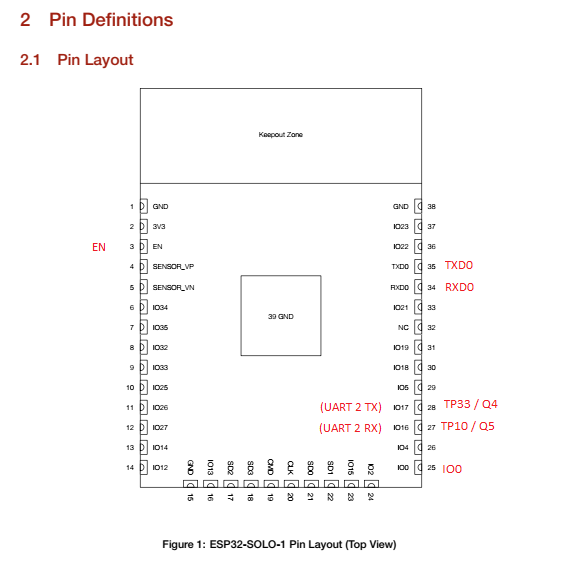 2 Pin Definitions
2.1 Pin Layout
Keepout Zone
1 GND GND 38
2 3V3 IO23 37
EN 3 EN IO22 36
4 SENSOR_VP TXD0 35 TXD0
5 SENSOR_VN RXD0 34 RXD0
6 IO34 IO21 33
39 GND
7 IO35 NC 32
8 IO32 IO19 31
9 IO33 IO18 30
10 IO25 IO5 29
11 IO26 (UART 2 TX) IO17 28 TP33 / Q4
12 IO27 (UART 2 RX) IO16 27 TP10 / Q5
13 IO14 IO4 26
14 IO12 IO0 25 IO0
GND IO13 SD2 SD3 CMD CLK SD0 SD1 IO15 IO2
15 16 17 18 19 20 21 22 23 24
Figure 1: ESP32-SOLO-1 Pin Layout (Top View)